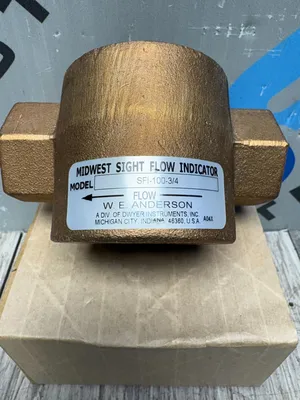 MIDWEST SIGHT FLOW INDICATOR
MODEL SFI-100-3/4
FLOW
W. E. ANDERSON
A DIV. OF DWYER INSTRUMENTS, INC.
MICHIGAN CITY, INDIANA 46360, U.S.A.